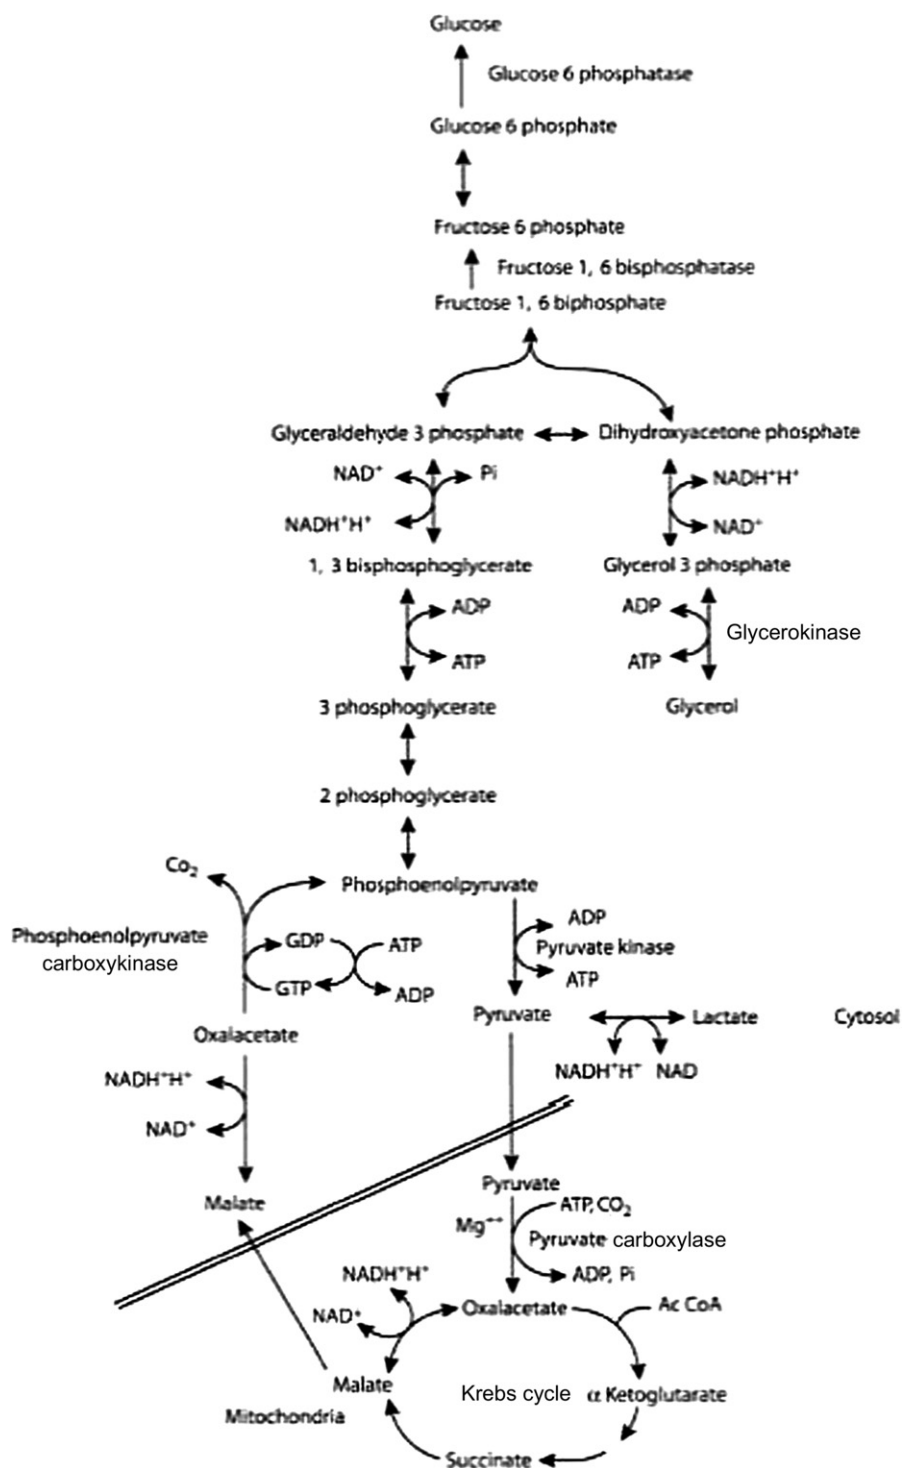 Glucose
Glucose 6 phosphatase
Glucose 6 phosphate
Fructose 6 phosphate
Fructose 1, 6 bisphosphatase
Fructose 1, 6 biphosphate
Glyceraldehyde 3 phosphate
Dihydroxyacetone phosphate
NAD⁺
Pi
NADH⁺H⁺
NADH⁺H⁺
NAD⁺
1, 3 bisphosphoglycerate
Glycerol 3 phosphate
ADP
ADP
Glycerokinase
ATP
ATP
3 phosphoglycerate
Glycerol
2 phosphoglycerate
Co₂
Phosphoenolpyruvate
Phosphoenolpyruvate
carboxykinase
GDP
ATP
GTP
ADP
ADP
Pyruvate kinase
ATP
Pyruvate
Lactate
Cytosol
Oxalacetate
NADH⁺H⁺
NAD
NADH⁺H⁺
NAD⁺
Malate
Pyruvate
ATP, CO₂
Mg⁺⁺
Pyruvate carboxylase
ADP, Pi
NADH⁺H⁺
NAD⁺
Oxalacetate
Ac CoA
Malate
Krebs cycle
α Ketoglutarate
Mitochondria
Succinate